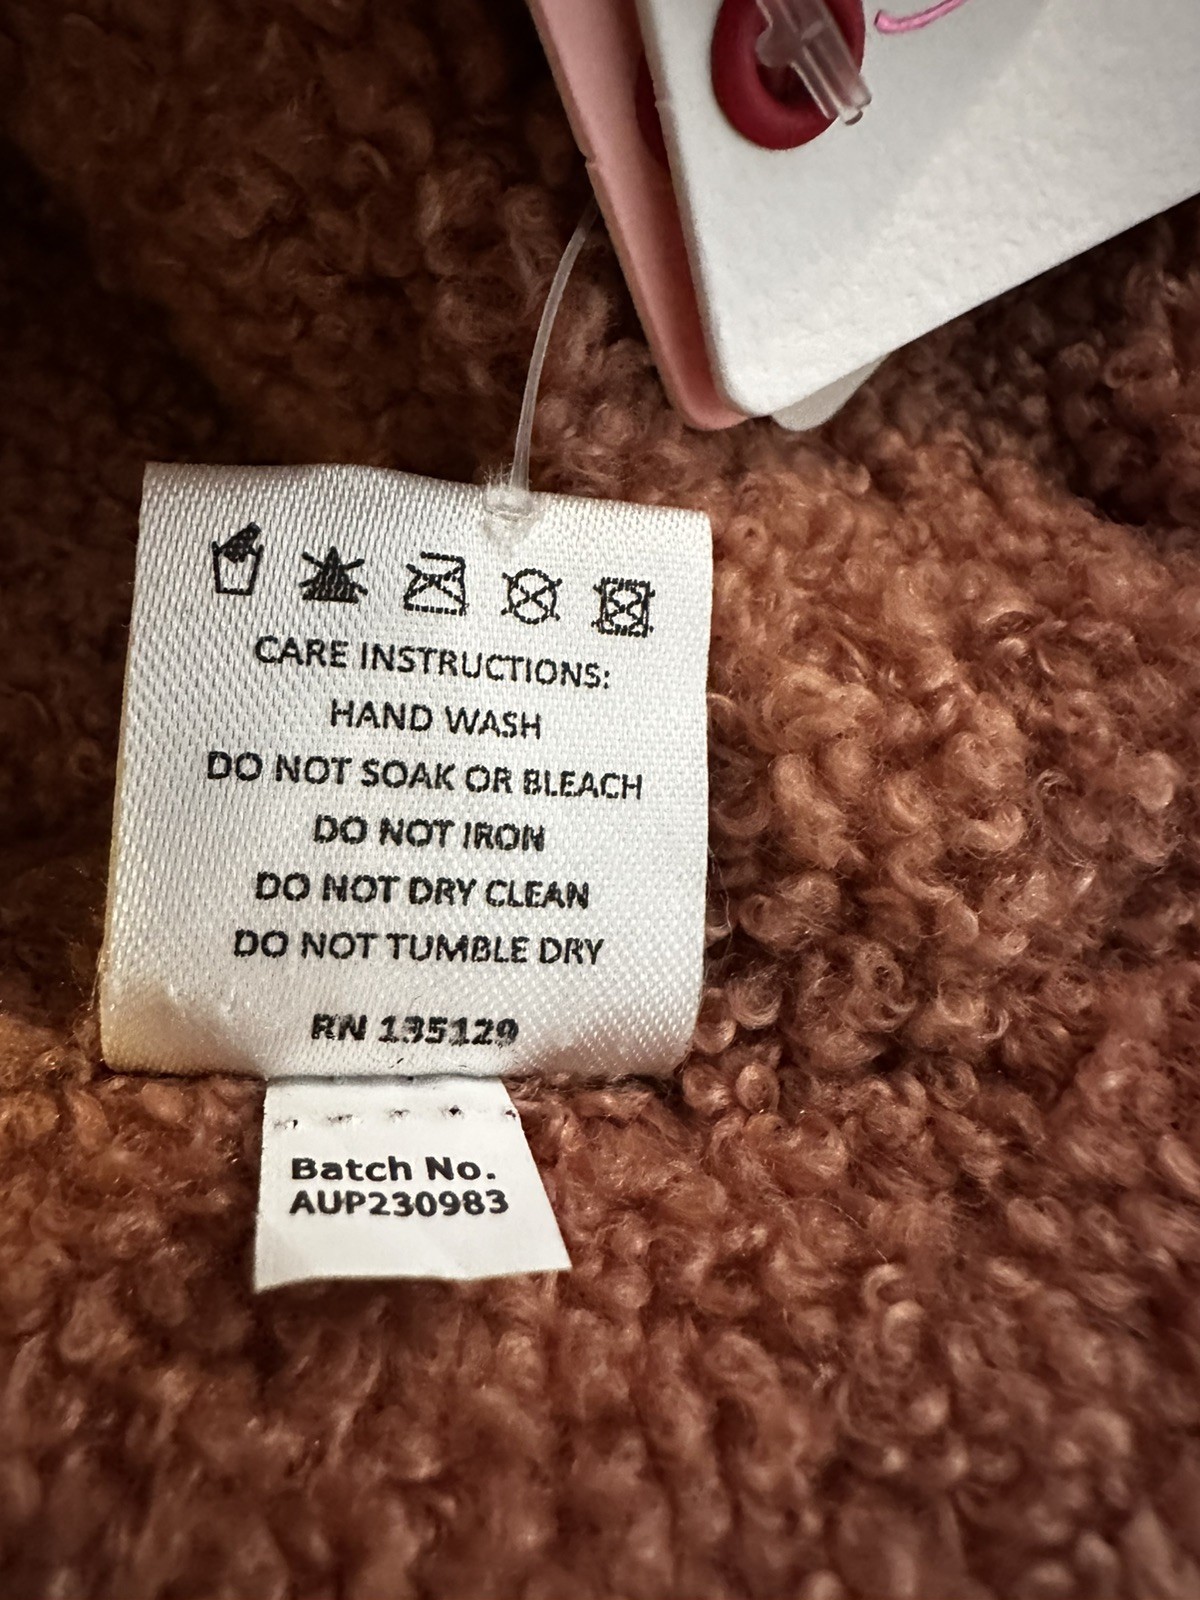 CARE INSTRUCTIONS:
HAND WASH
DO NOT SOAK OR BLEACH
DO NOT IRON
DO NOT DRY CLEAN
DO NOT TUMBLE DRY
RN 135129
Batch No.
AUP230983